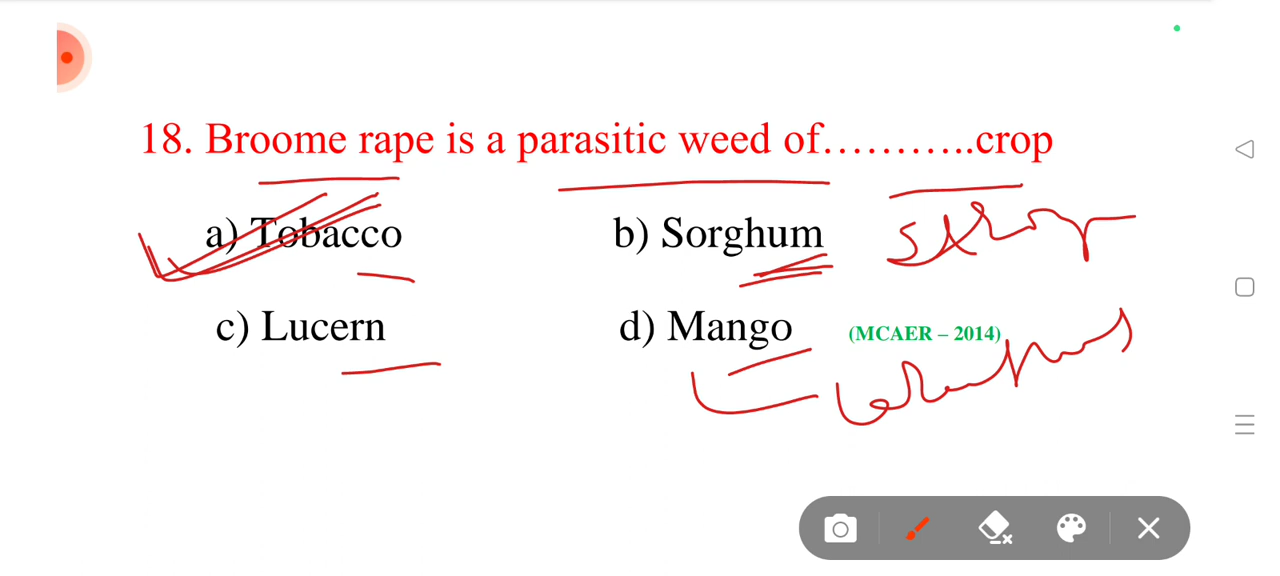 18. Broome rape is a parasitic weed of………..crop
a) Tobacco b) Sorghum
c) Lucern d) Mango (MCAER – 2014)